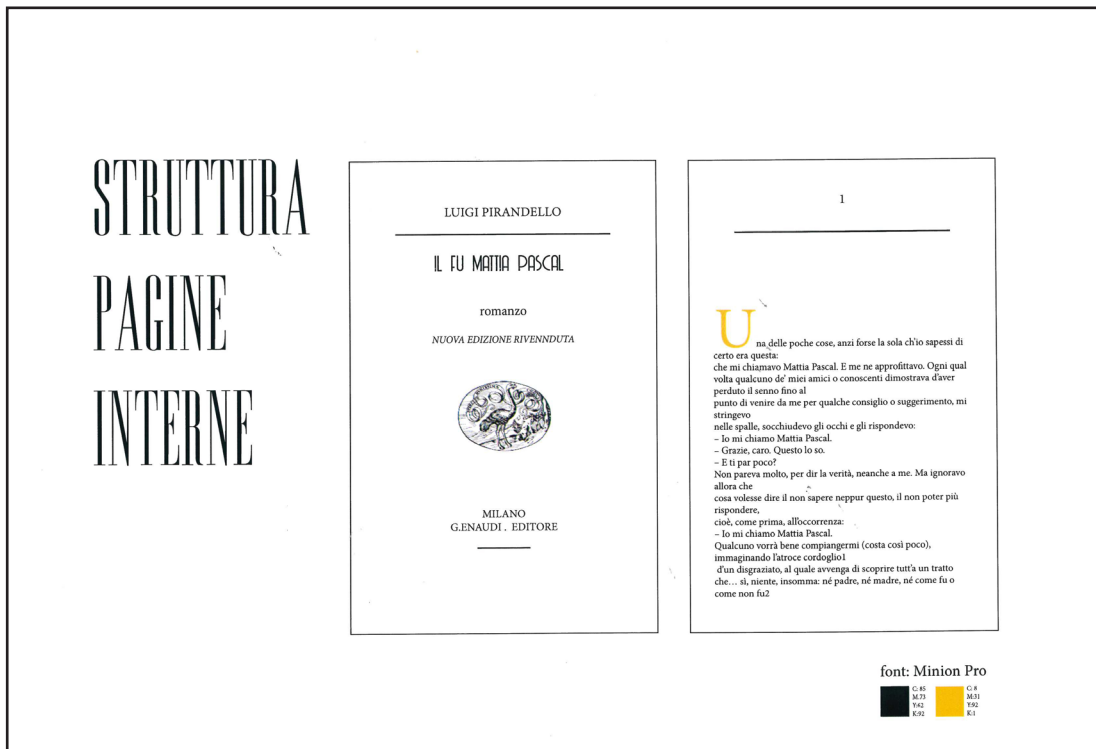 STRUTTURA
PAGINE
INTERNE
LUIGI PIRANDELLO
IL FU MATTIA PASCAL
romanzo
NUOVA EDIZIONE RIVENNDUTA
MILANO
G.ENAUDI . EDITORE
1
Una delle poche cose, anzi forse la sola ch'io sapessi di
certo era questa:
che mi chiamavo Mattia Pascal. E me ne approfittavo. Ogni qual
volta qualcuno de' miei amici o conoscenti dimostrava d'aver
perduto il senno fino al
punto di venire da me per qualche consiglio o suggerimento, mi
stringevo
nelle spalle, socchiudevo gli occhi e gli rispondevo:
– Io mi chiamo Mattia Pascal.
– Grazie, caro. Questo lo so.
– E ti par poco?
Non pareva molto, per dir la verità, neanche a me. Ma ignoravo
allora che
cosa volesse dire il non sapere neppur questo, il non poter più
rispondere,
cioè, come prima, all'occorrenza:
– Io mi chiamo Mattia Pascal.
Qualcuno vorrà bene compiangermi (costa così poco),
immaginando l'atroce cordoglio1
d'un disgraziato, al quale avvenga di scoprire tutt'a un tratto
che… sì, niente, insomma: né padre, né madre, né come fu o
come non fu2
font: Minion Pro
C: 85
M:73
Y:62
K:92
C: 8
M:31
Y:92
K:1